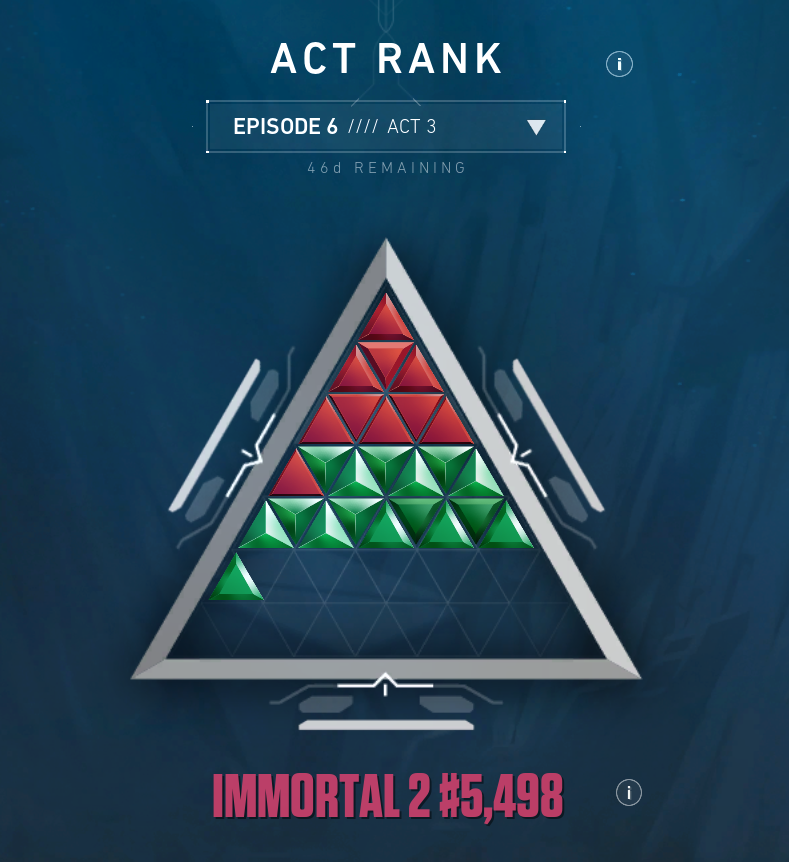 ACT RANK
i
EPISODE 6 //// ACT 3
46d REMAINING
IMMORTAL 2 #5,498
i